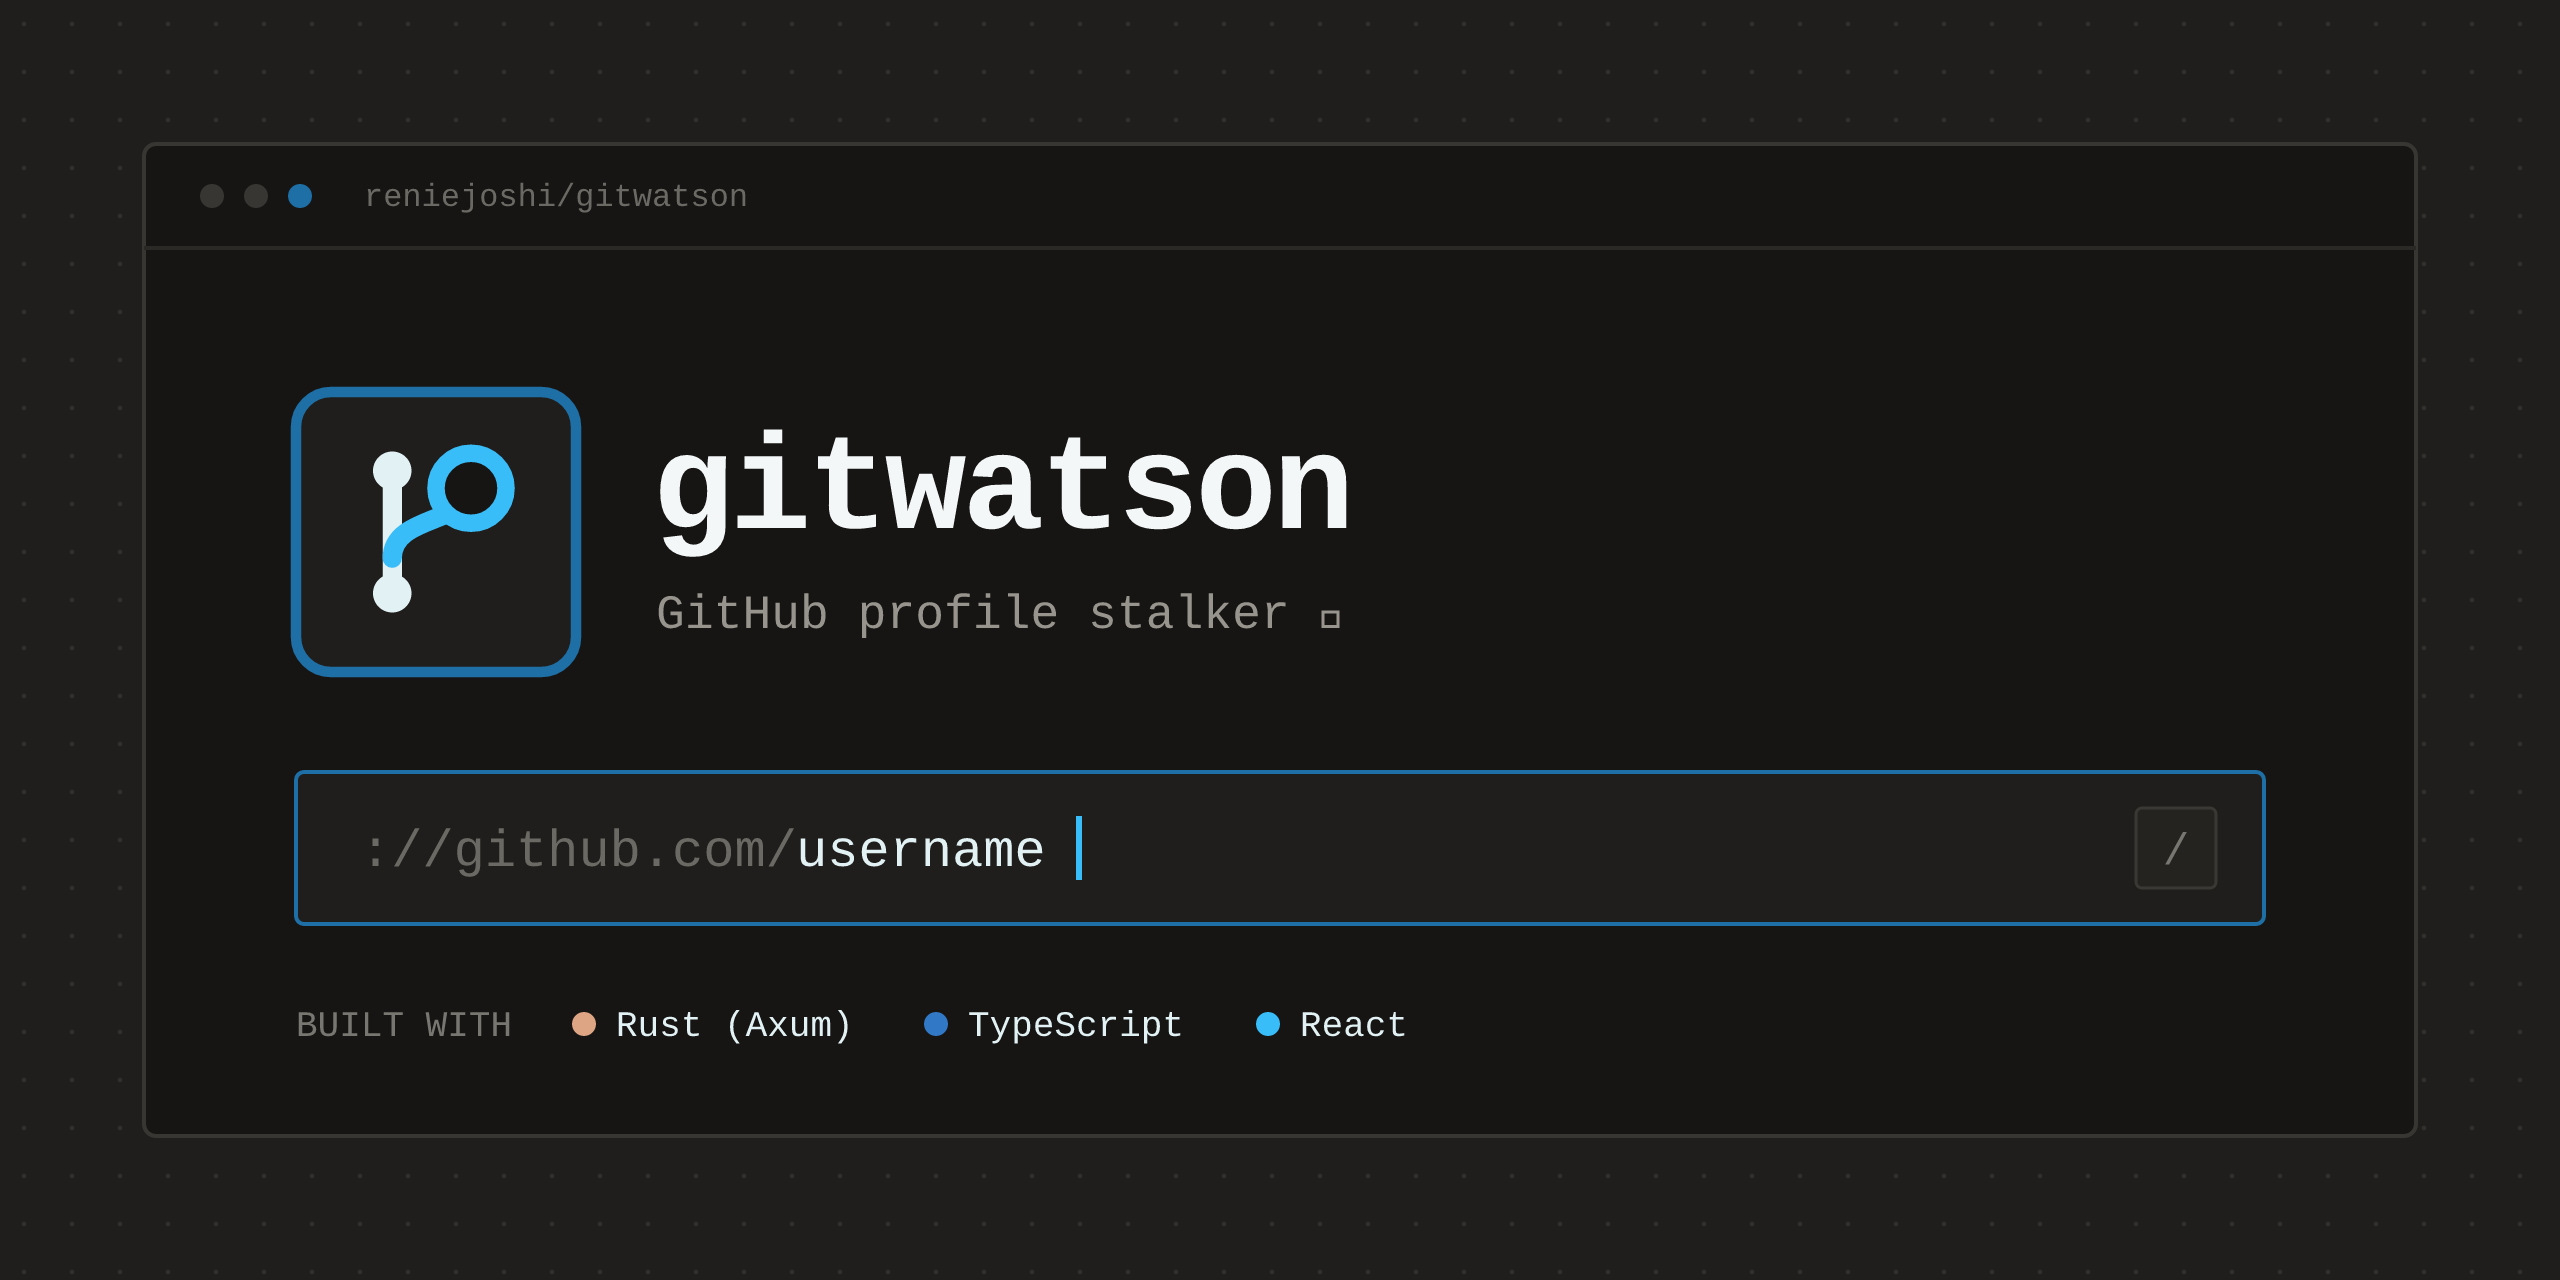 reniejoshi/gitwatson
gitwatson
GitHub profile stalker
://github.com/username
/
BUILT WITH Rust (Axum) TypeScript React